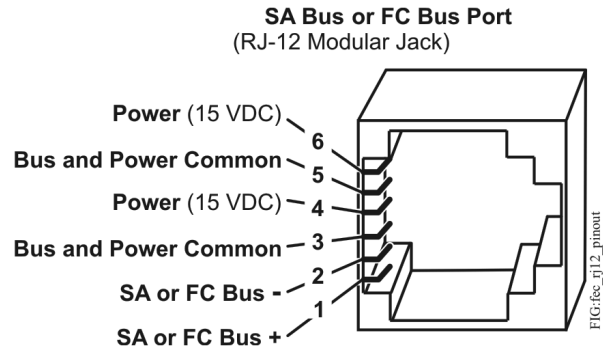 SA Bus or FC Bus Port
(RJ-12 Modular Jack)
Power (15 VDC) 6
Bus and Power Common 5
Power (15 VDC) 4
Bus and Power Common 3
SA or FC Bus - 2
SA or FC Bus + 1
FIG:fec_rj12_pinout